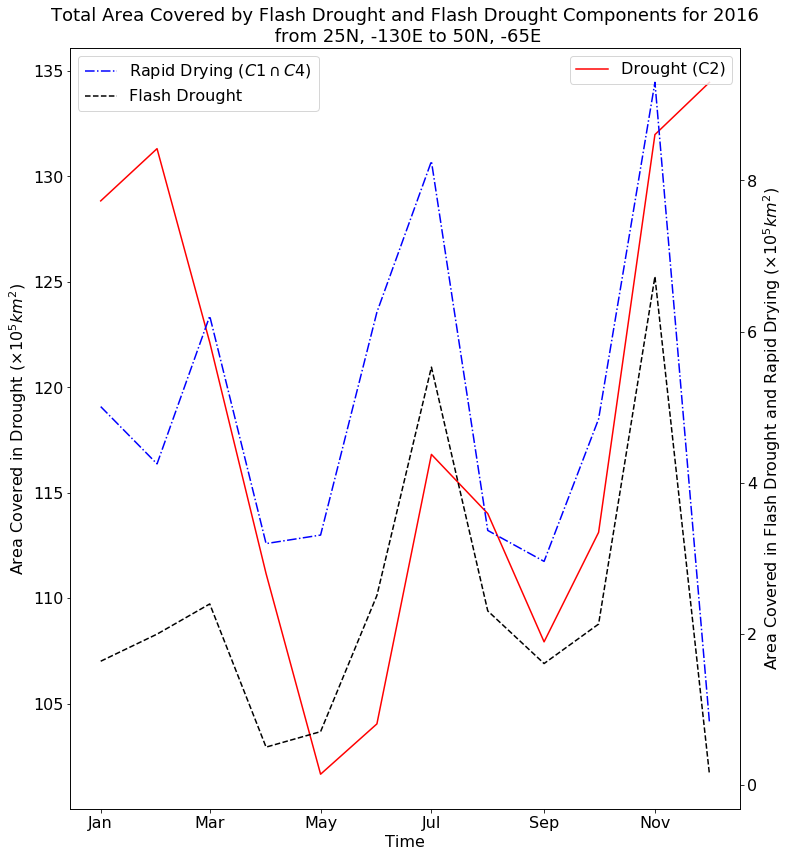 Total Area Covered by Flash Drought and Flash Drought Components for 2016
from 25N, -130E to 50N, -65E
Rapid Drying (C1∩C4)
Flash Drought
Drought (C2)
Area Covered in Drought (×10⁵km²)
135
130
125
120
115
110
105
Area Covered in Flash Drought and Rapid Drying (×10⁵km²)
8
6
4
2
0
Jan Mar May Jul Sep Nov
Time